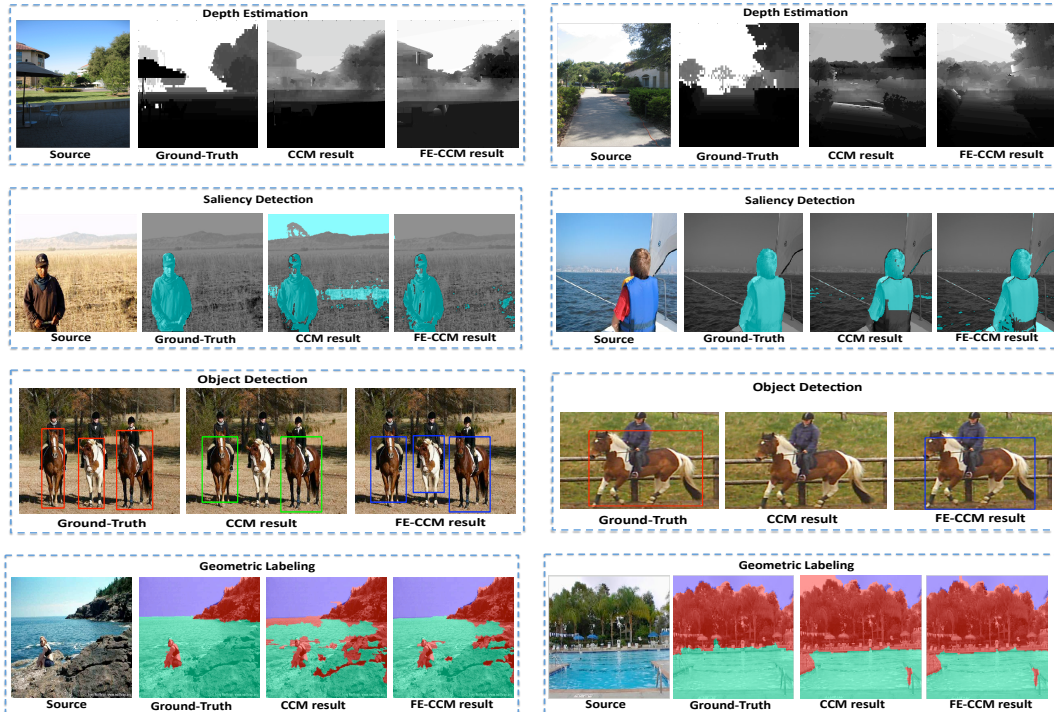 Depth Estimation
Source
Ground-Truth
CCM result
FE-CCM result
Depth Estimation
Source
Ground-Truth
CCM result
FE-CCM result
Saliency Detection
Source
Ground-Truth
CCM result
FE-CCM result
Saliency Detection
Source
Ground-Truth
CCM result
FE-CCM result
Object Detection
Ground-Truth
CCM result
FE-CCM result
Object Detection
Ground-Truth
CCM result
FE-CCM result
Geometric Labeling
Source
Ground-Truth
CCM result
FE-CCM result
Geometric Labeling
Source
Ground-Truth
CCM result
FE-CCM result